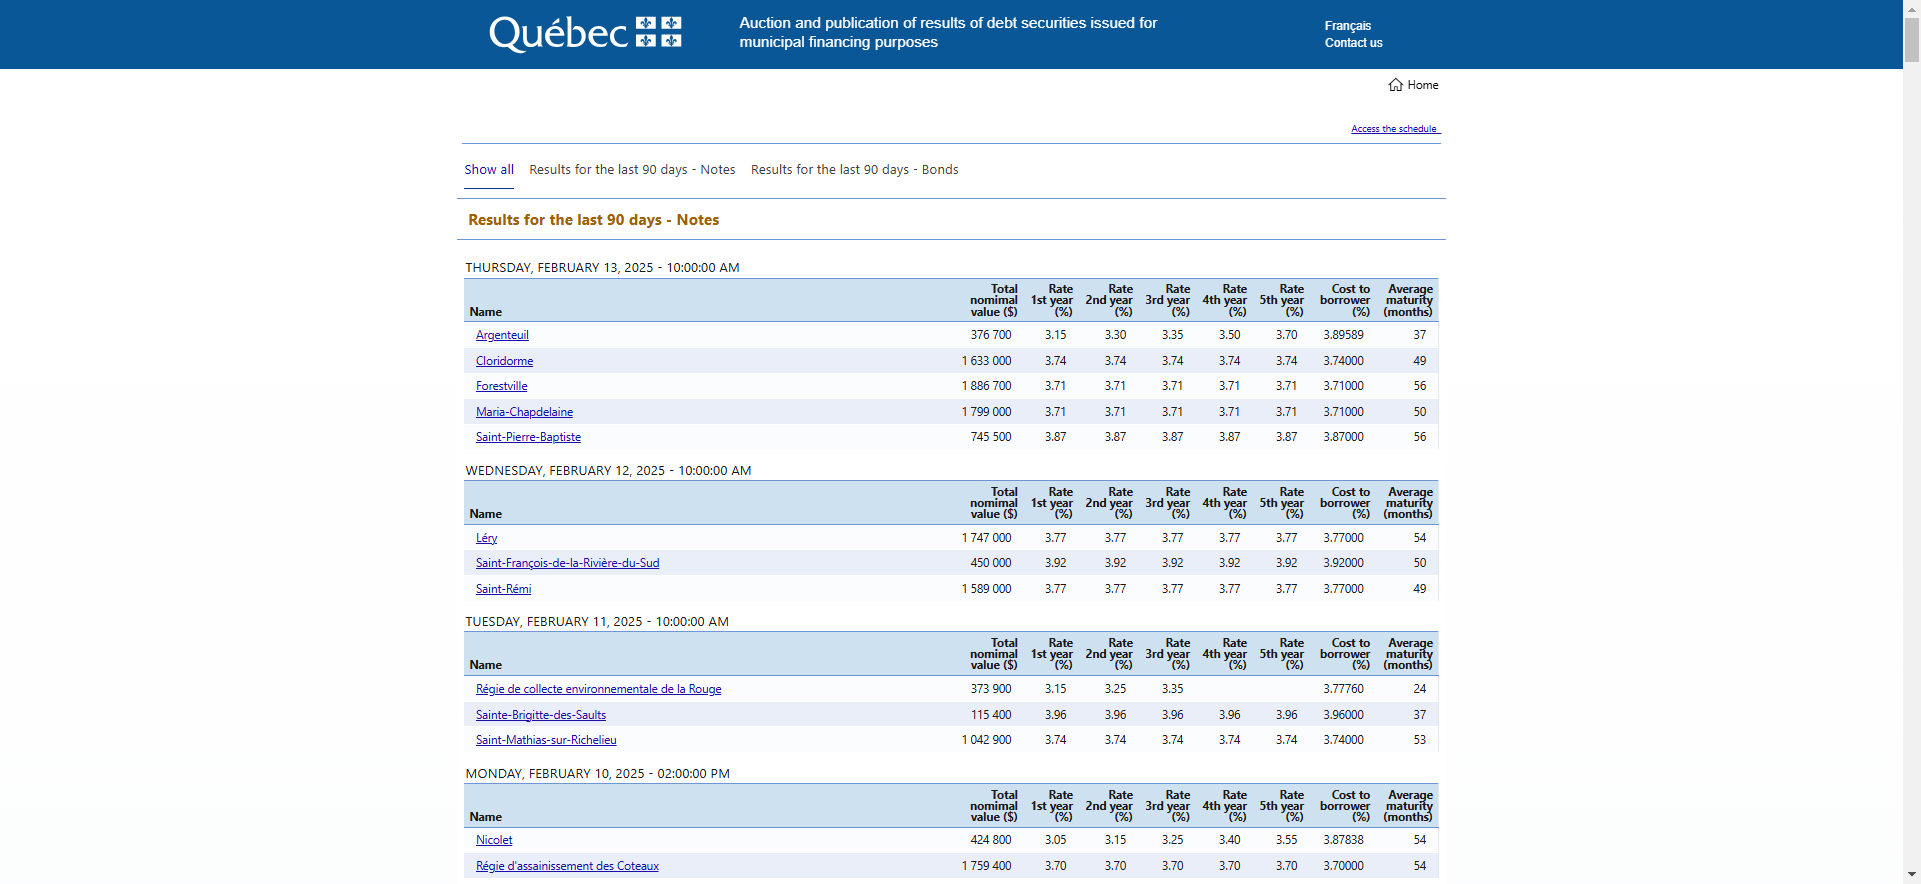 Québec
Auction and publication of results of debt securities issued for
municipal financing purposes
Français
Contact us
Home
Access the schedule
Show all Results for the last 90 days - Notes Results for the last 90 days - Bonds
Results for the last 90 days - Notes
THURSDAY, FEBRUARY 13, 2025 - 10:00:00 AM
Total Rate Rate Rate Rate Rate Cost to Average
nomimal 1st year 2nd year 3rd year 4th year 5th year borrower maturity
Name value ($) (%) (%) (%) (%) (%) (%) (months)
Argenteuil 376 700 3.15 3.30 3.35 3.50 3.70 3.89589 37
Cloridorme 1 633 000 3.74 3.74 3.74 3.74 3.74 3.74000 49
Forestville 1 886 700 3.71 3.71 3.71 3.71 3.71 3.71000 56
Maria-Chapdelaine 1 799 000 3.71 3.71 3.71 3.71 3.71 3.71000 50
Saint-Pierre-Baptiste 745 500 3.87 3.87 3.87 3.87 3.87 3.87000 56
WEDNESDAY, FEBRUARY 12, 2025 - 10:00:00 AM
Total Rate Rate Rate Rate Rate Cost to Average
nomimal 1st year 2nd year 3rd year 4th year 5th year borrower maturity
Name value ($) (%) (%) (%) (%) (%) (%) (months)
Léry 1 747 000 3.77 3.77 3.77 3.77 3.77 3.77000 54
Saint-François-de-la-Rivière-du-Sud 450 000 3.92 3.92 3.92 3.92 3.92 3.92000 50
Saint-Rémi 1 589 000 3.77 3.77 3.77 3.77 3.77 3.77000 49
TUESDAY, FEBRUARY 11, 2025 - 10:00:00 AM
Total Rate Rate Rate Rate Rate Cost to Average
nomimal 1st year 2nd year 3rd year 4th year 5th year borrower maturity
Name value ($) (%) (%) (%) (%) (%) (%) (months)
Régie de collecte environnementale de la Rouge 373 900 3.15 3.25 3.35 3.77760 24
Sainte-Brigitte-des-Saults 115 400 3.96 3.96 3.96 3.96 3.96 3.96000 37
Saint-Mathias-sur-Richelieu 1 042 900 3.74 3.74 3.74 3.74 3.74 3.74000 53
MONDAY, FEBRUARY 10, 2025 - 02:00:00 PM
Total Rate Rate Rate Rate Rate Cost to Average
nomimal 1st year 2nd year 3rd year 4th year 5th year borrower maturity
Name value ($) (%) (%) (%) (%) (%) (%) (months)
Nicolet 424 800 3.05 3.15 3.25 3.40 3.55 3.87838 54
Régie d'assainissement des Coteaux 1 759 400 3.70 3.70 3.70 3.70 3.70 3.70000 54